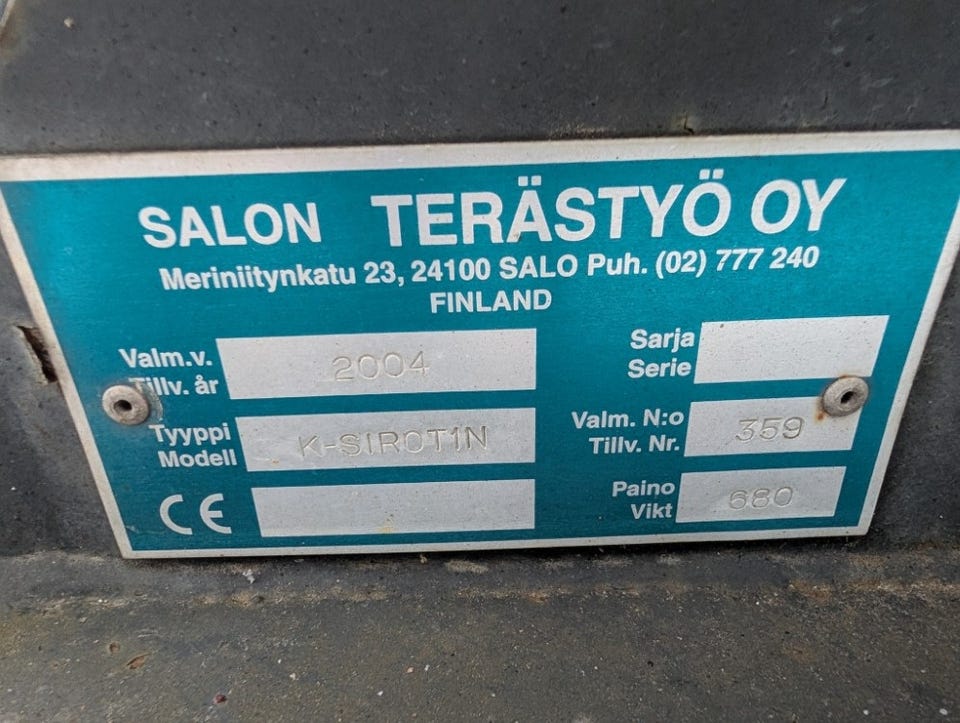 SALON TERÄSTYÖ OY
Meriniitynkatu 23, 24100 SALO Puh. (02) 777 240
FINLAND
Valm.v.
Tillv. år 2004
Sarja
Serie
Tyyppi
Modell K-SIROT1N
Valm. N:o
Tillv. Nr. 359
CE
Paino
Vikt 680